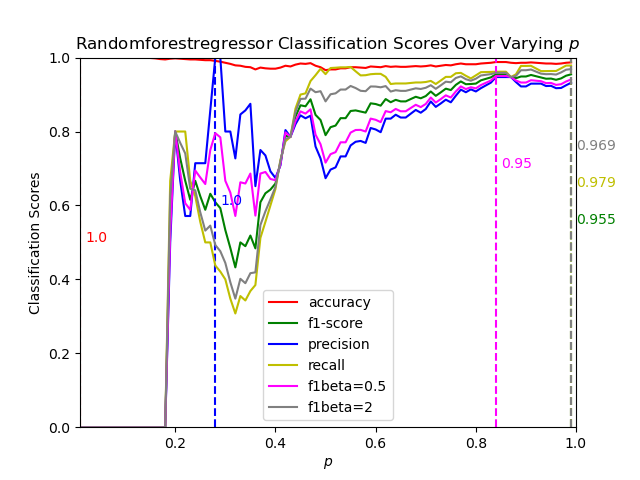 Randomforestregressor Classification Scores Over Varying p
Classification Scores
1.0
0.8
0.6
0.4
0.2
0.0
0.2
0.4
0.6
0.8
1.0
p
1.0
1.0
0.95
0.969
0.979
0.955
accuracy
f1-score
precision
recall
f1beta=0.5
f1beta=2